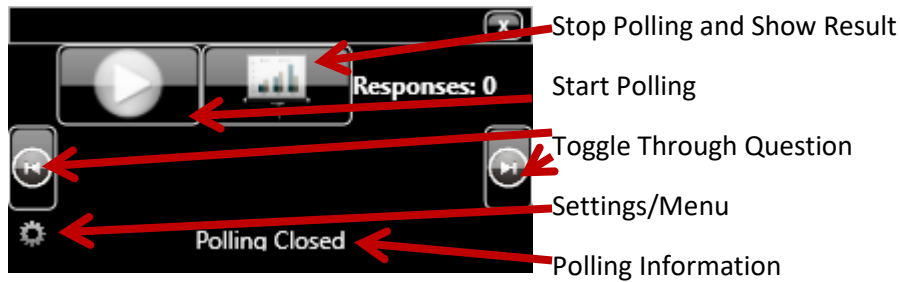 X
Stop Polling and Show Result
Responses: 0
Start Polling
Toggle Through Question
Settings/Menu
Polling Closed
Polling Information